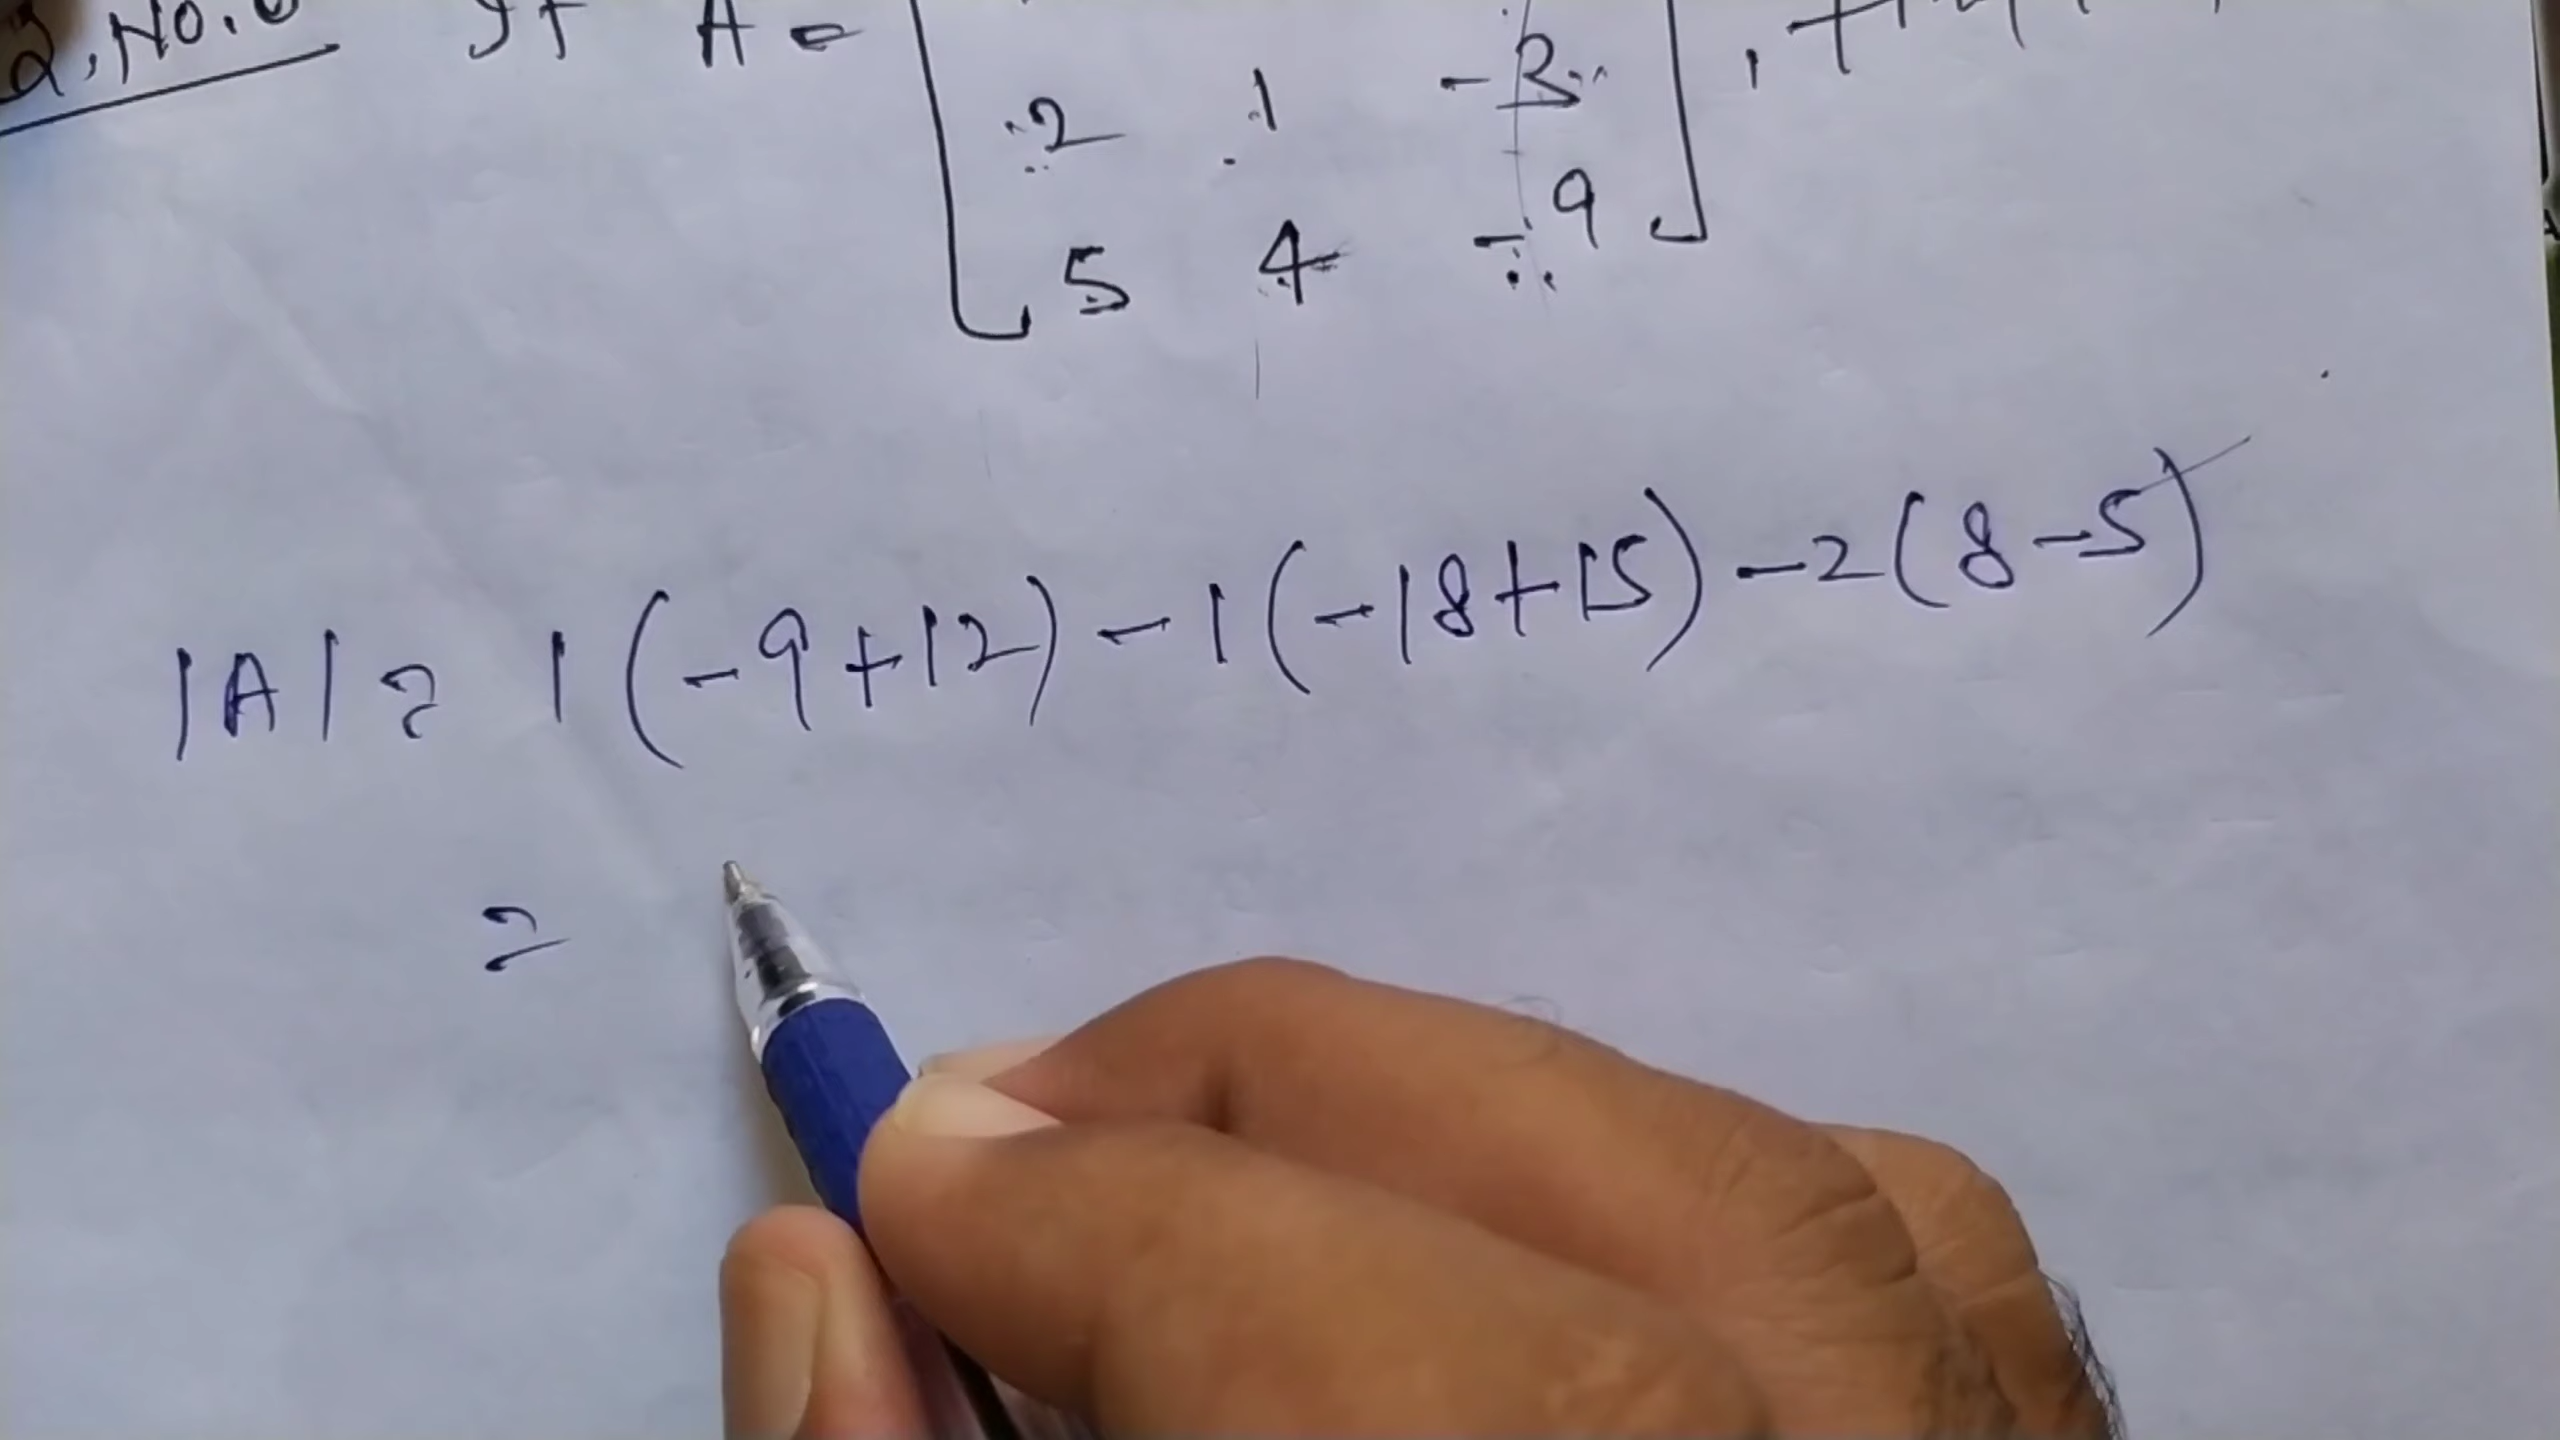 Q. No. If A =
2 1 -3
5 4 -9
|A| = 1(-9+12) - 1(-18+15) - 2(8-5)
=